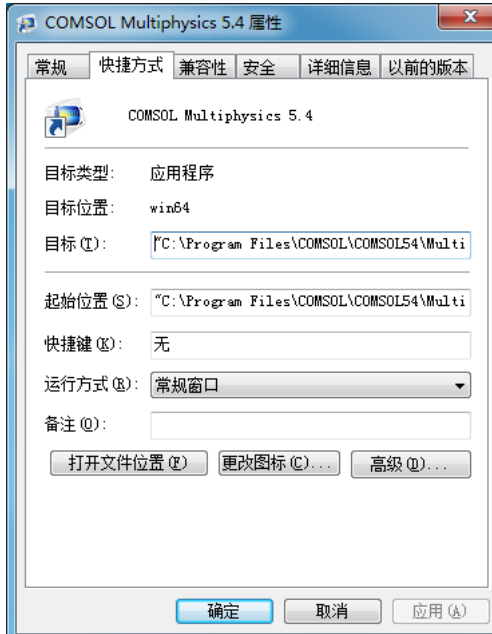 COMSOL Multiphysics 5.4 属性
常规 快捷方式 兼容性 安全 详细信息 以前的版本
COMSOL Multiphysics 5.4
目标类型: 应用程序
目标位置: win64
目标(T): "C:\Program Files\COMSOL\COMSOL54\Multi
起始位置(S): "C:\Program Files\COMSOL\COMSOL54\Multi
快捷键(K): 无
运行方式(R): 常规窗口
备注(O):
打开文件位置(F) 更改图标(C)... 高级(D)...
确定 取消 应用(A)